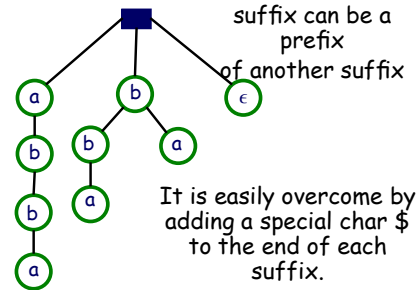 suffix can be a
prefix
of another suffix
a
b
ϵ
b
b
a
b
a
a
It is easily overcome by
adding a special char $
to the end of each
suffix.